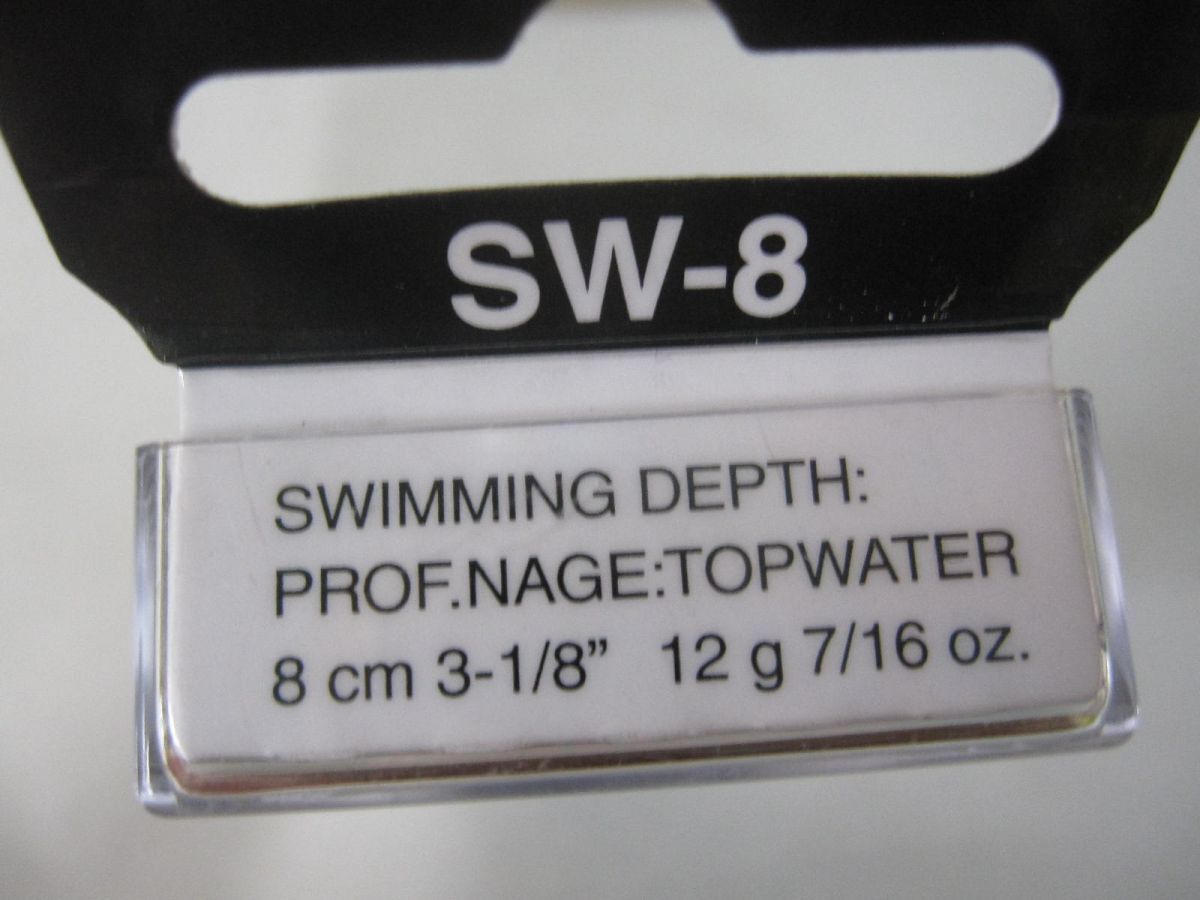 SW-8
SWIMMING DEPTH:
PROF.NAGE:TOPWATER
8 cm 3-1/8” 12 g 7/16 oz.